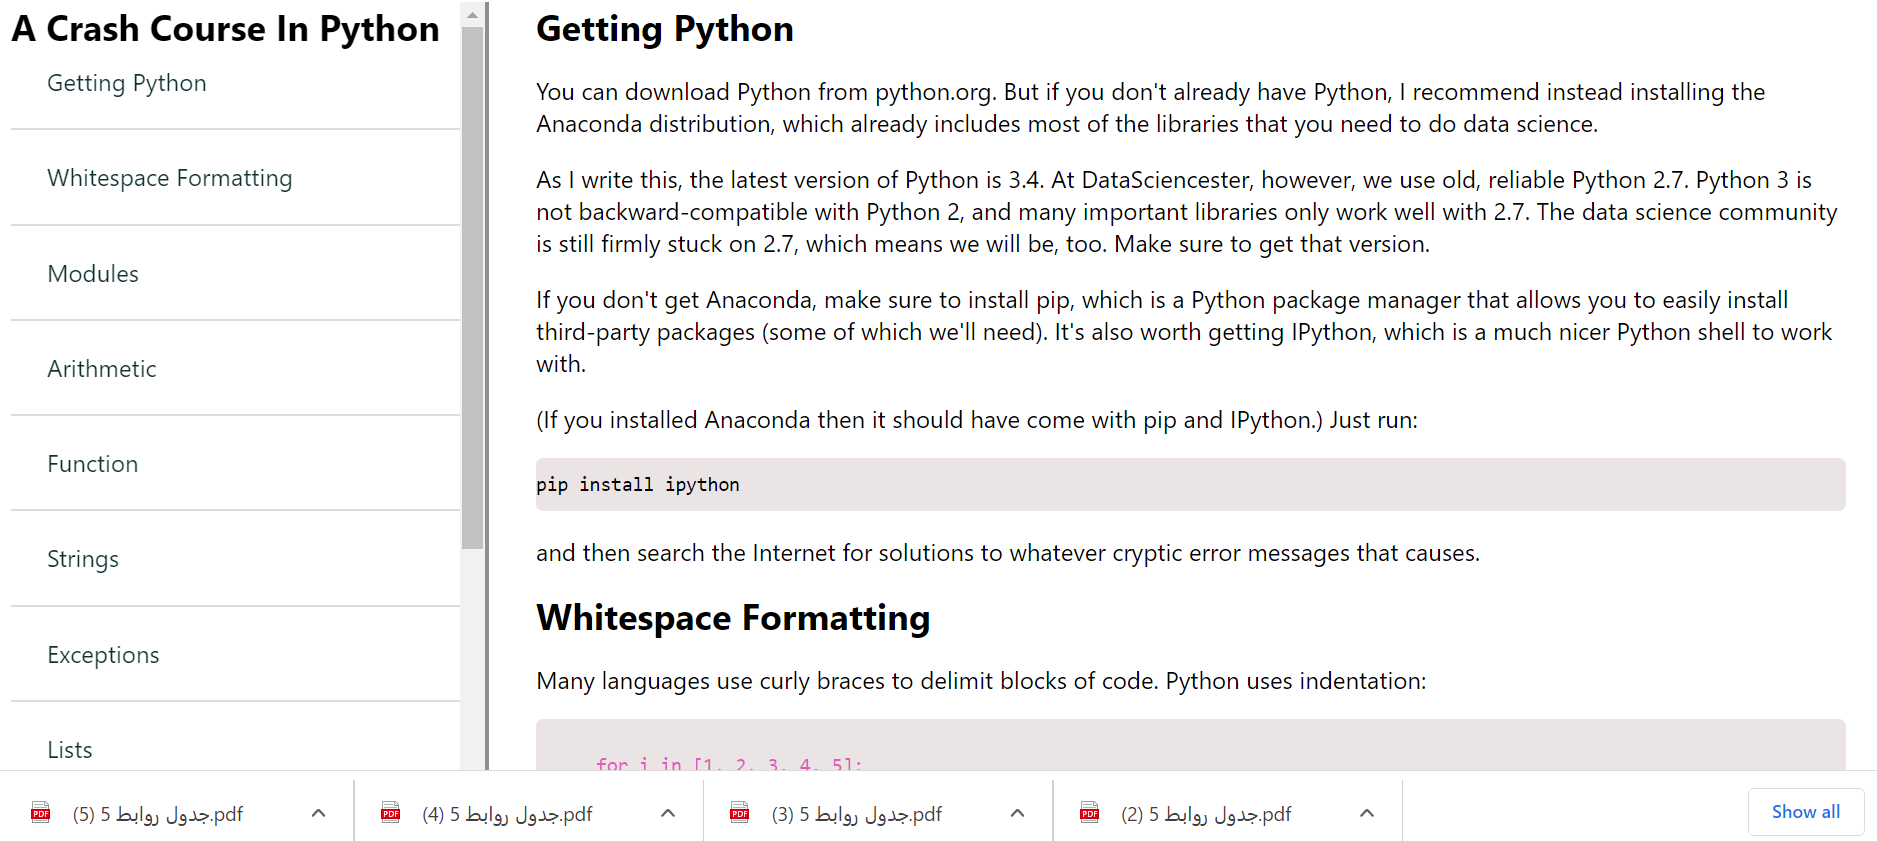 A Crash Course In Python
Getting Python
Whitespace Formatting
Modules
Arithmetic
Function
Strings
Exceptions
Lists
Getting Python
You can download Python from python.org. But if you don't already have Python, I recommend instead installing the
Anaconda distribution, which already includes most of the libraries that you need to do data science.
As I write this, the latest version of Python is 3.4. At DataSciencester, however, we use old, reliable Python 2.7. Python 3 is
not backward-compatible with Python 2, and many important libraries only work well with 2.7. The data science community
is still firmly stuck on 2.7, which means we will be, too. Make sure to get that version.
If you don't get Anaconda, make sure to install pip, which is a Python package manager that allows you to easily install
third-party packages (some of which we'll need). It's also worth getting IPython, which is a much nicer Python shell to work
with.
(If you installed Anaconda then it should have come with pip and IPython.) Just run:
pip install ipython
and then search the Internet for solutions to whatever cryptic error messages that causes.
Whitespace Formatting
Many languages use curly braces to delimit blocks of code. Python uses indentation:
for i in [1, 2, 3, 4, 5]:
PDF جدول روابط 5 (5).pdf
PDF جدول روابط 5 (4).pdf
PDF جدول روابط 5 (3).pdf
PDF جدول روابط 5 (2).pdf
Show all